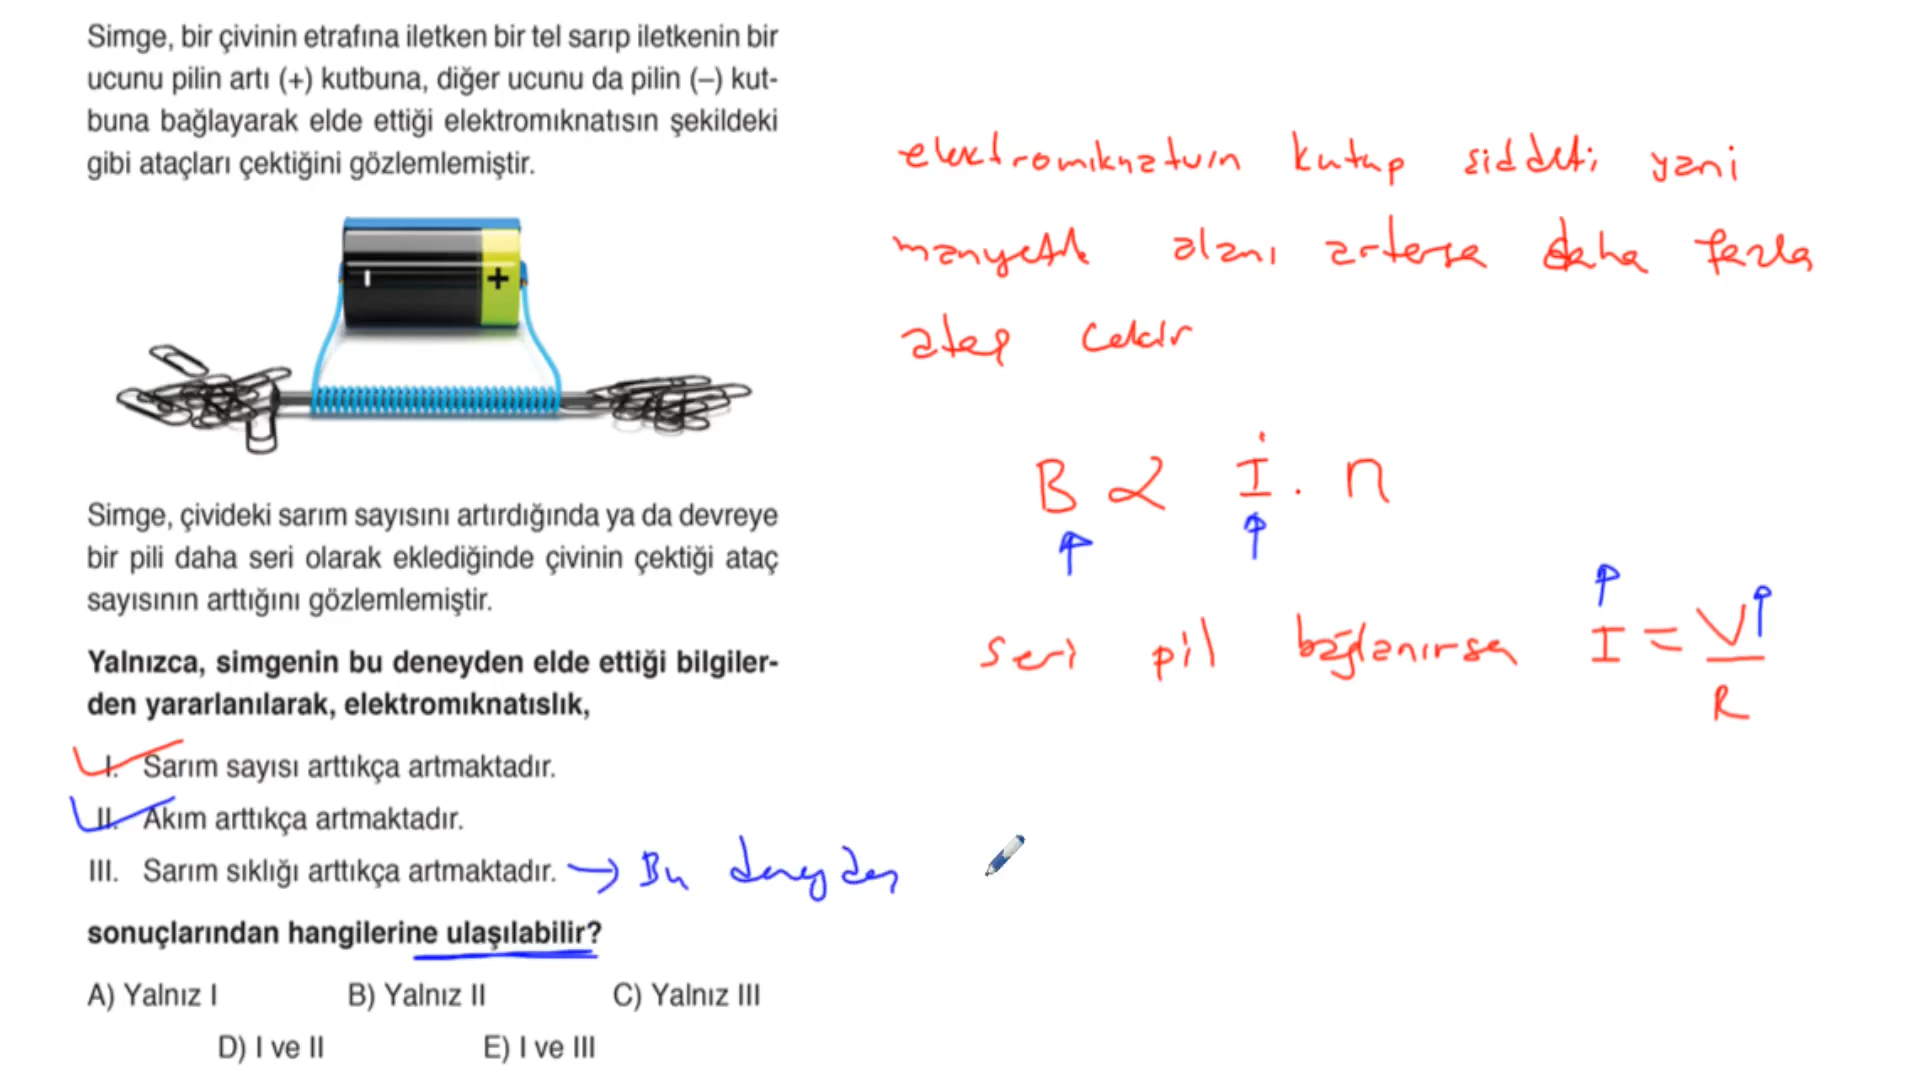 Simge, bir çivinin etrafına iletken bir tel sarıp iletkenin bir
ucunu pilin artı (+) kutbuna, diğer ucunu da pilin (–) kut-
buna bağlayarak elde ettiği elektromıknatısın şekildeki
gibi ataçları çektiğini gözlemlemiştir.
– +
Simge, çivideki sarım sayısını artırdığında ya da devreye
bir pili daha seri olarak eklediğinde çivinin çektiği ataç
sayısının arttığını gözlemlemiştir.
Yalnızca, simgenin bu deneyden elde ettiği bilgiler-
den yararlanılarak, elektromıknatıslık,
I. Sarım sayısı arttıkça artmaktadır.
II. Akım arttıkça artmaktadır.
III. Sarım sıklığı arttıkça artmaktadır. → Bu deneyden
sonuçlarından hangilerine ulaşılabilir?
A) Yalnız I B) Yalnız II C) Yalnız III
D) I ve II E) I ve III
elektromıknatısın kutup şiddeti yani
manyetik alanı artarsa daha fazla
ataç çekir
B ∝ I . n
↑ ↑
seri pil bağlanırsa I↑ = V↑
R